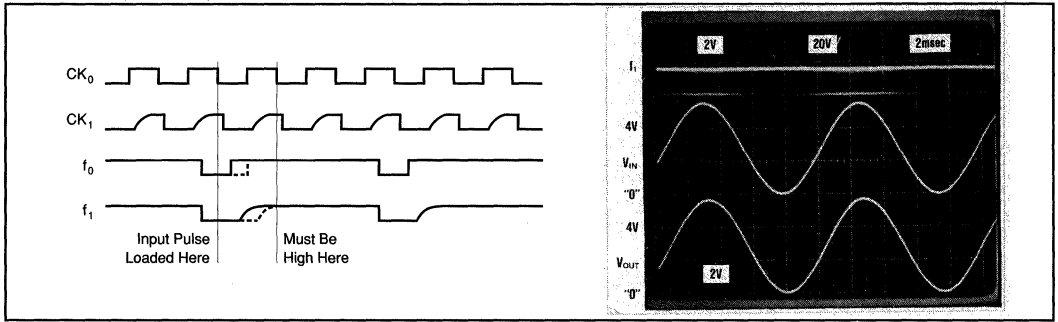 CK0
CK1
f0
f1
Input Pulse
Loaded Here
Must Be
High Here
2V 20V 2msec
f1
4V
VIN
"0"
4V
VOUT
2V
"0"